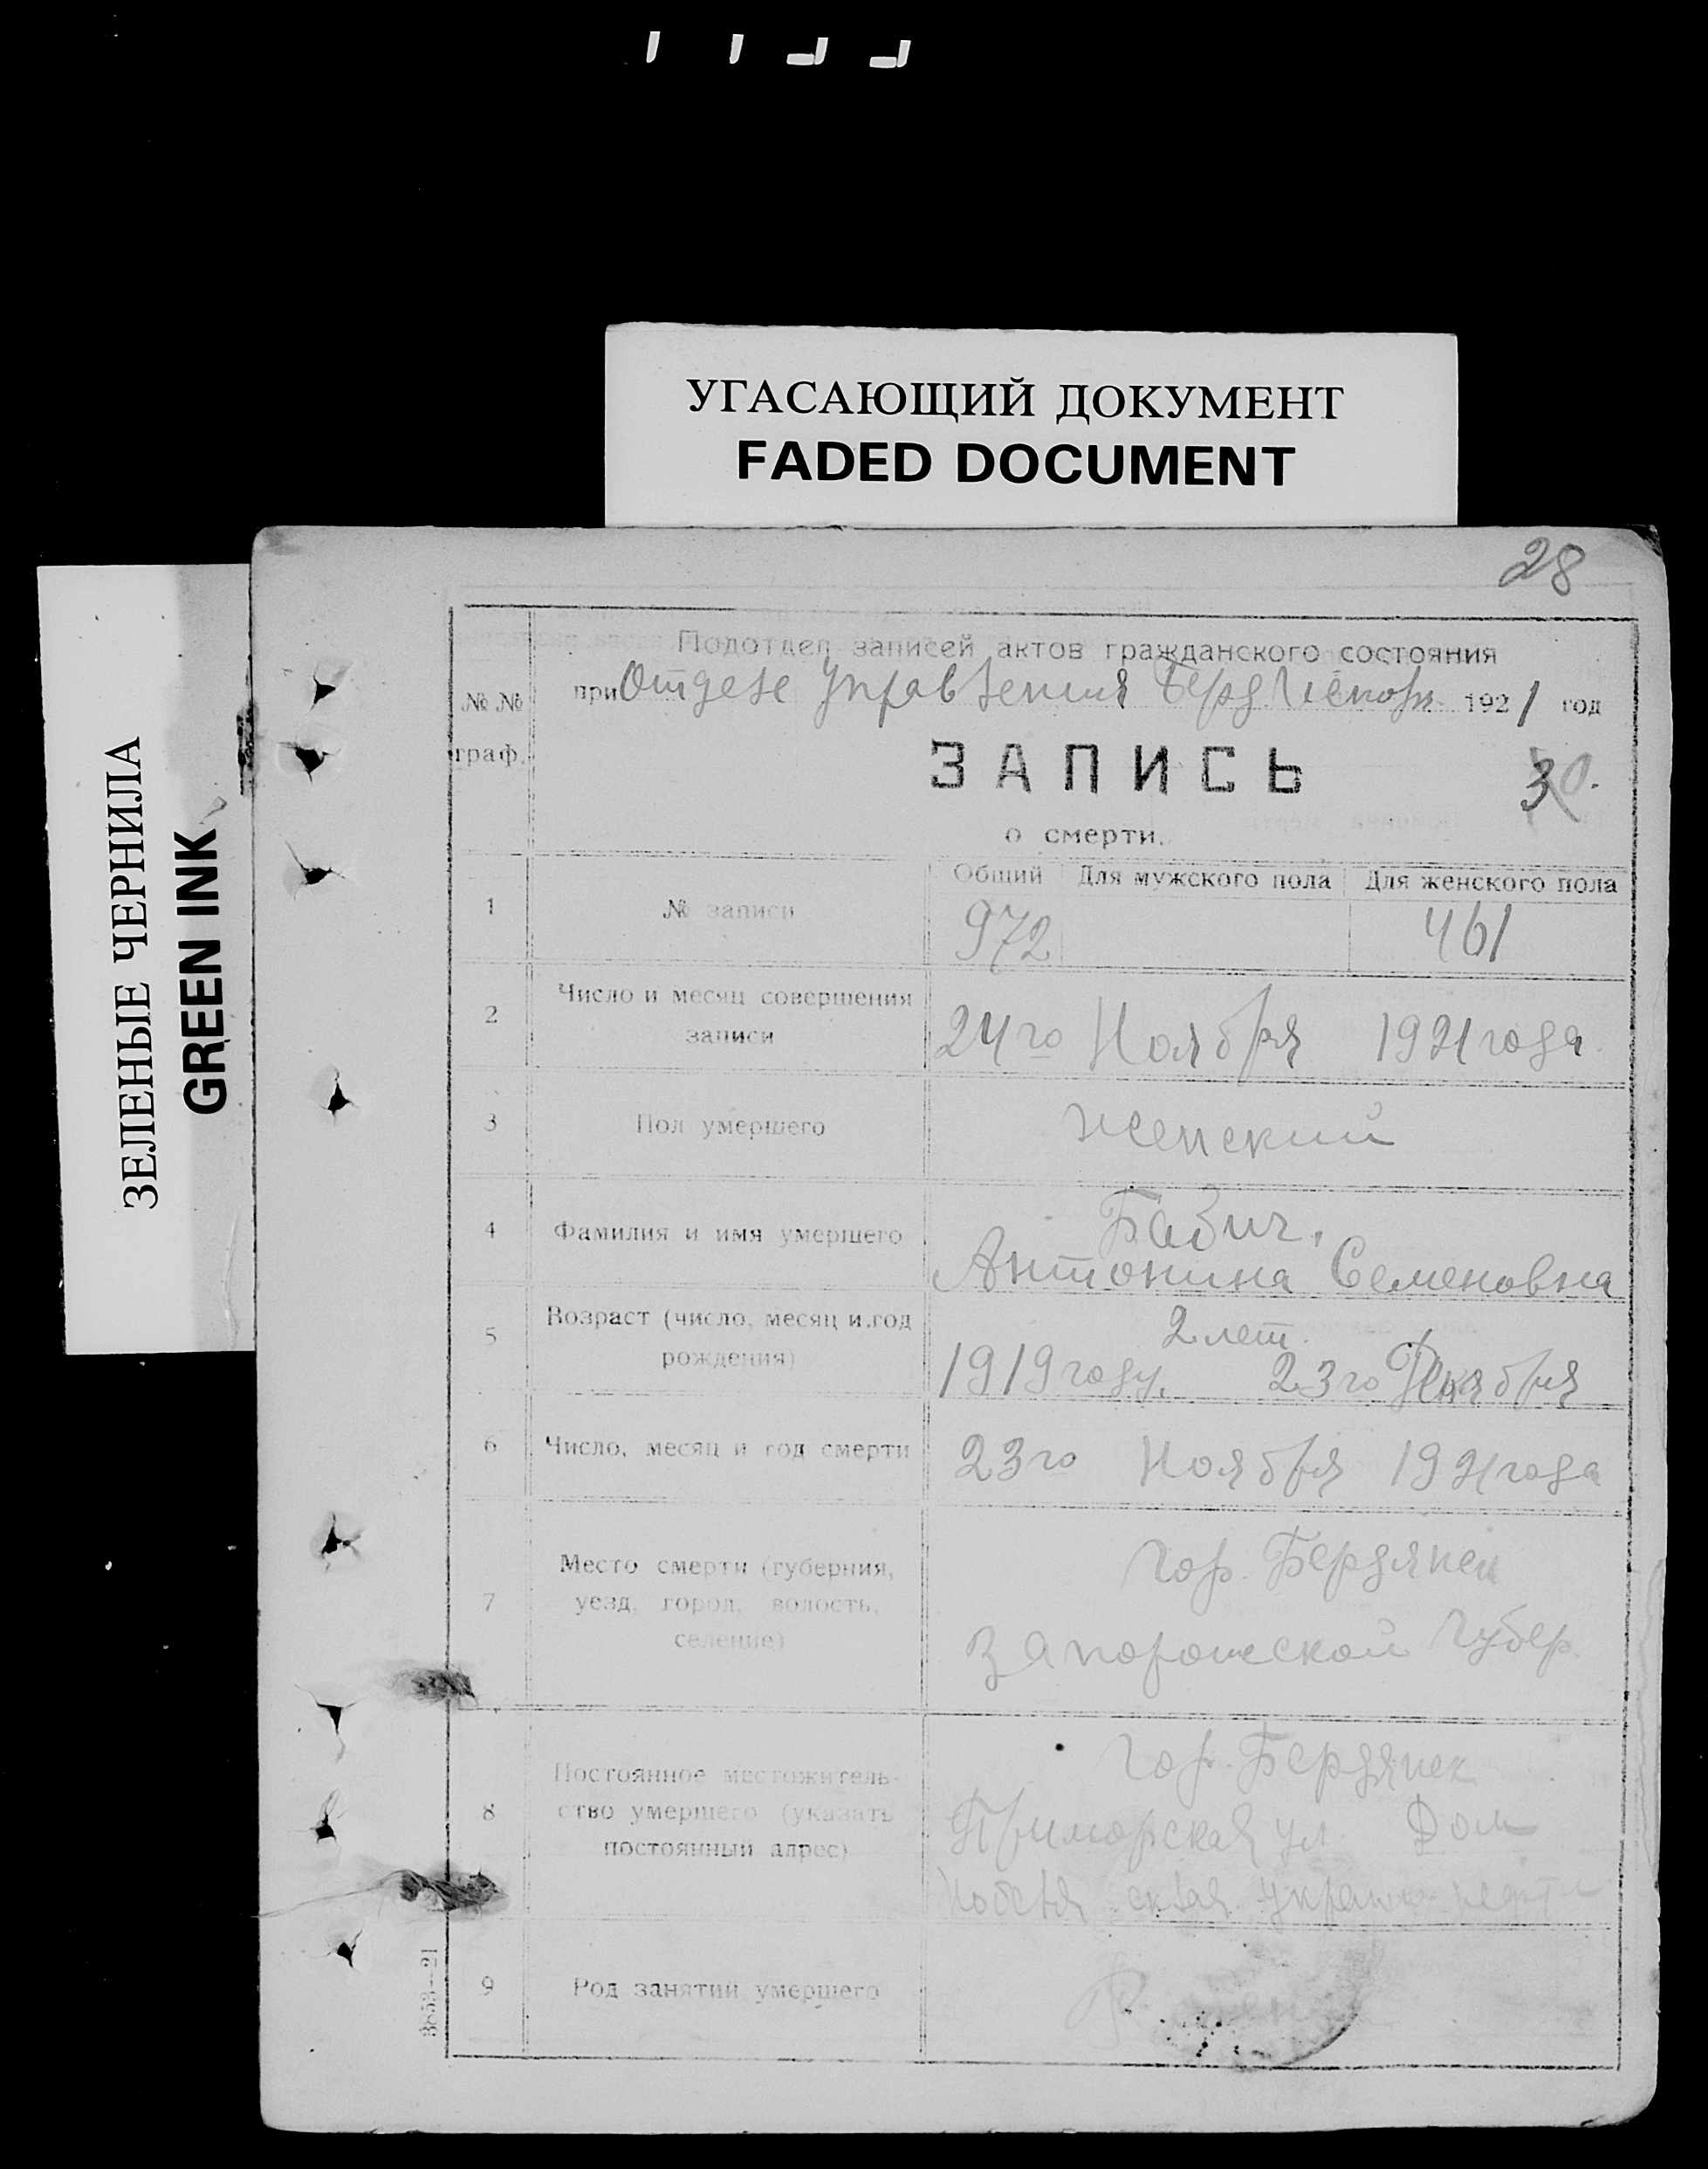 УГАСАЮЩИЙ ДОКУМЕНТ
FADED DOCUMENT
ЗЕЛЕНЫЕ ЧЕРНИЛА
GREEN INK
28
Подотдел записей актов гражданского состояния
№ № граф.
при Отделе Управления 1921 год
ЗАПИСЬ
30.
о смерти.
Общий Для мужского пола Для женского пола
1 № записи 972 461
2 Число и месяц совершения записи
24го Ноября 1921 года.
3 Пол умершего Женский
4 Фамилия и имя умершего
Бабич,
Антонина Семеновна
5 Возраст (число, месяц и год рождения)
2 лет.
1919 году. 23го Декабря
6 Число, месяц и год смерти 23го Ноября 1921 года
7 Место смерти (губерния, уезд, город, волость, селение)
гор. Бердянск
Запорожской Губер.
8 Постоянное местожительство умершего (указать постоянный адрес)
гор. Бердянск
Приморская ул. Дом
9 Род занятий умершего
3853—21